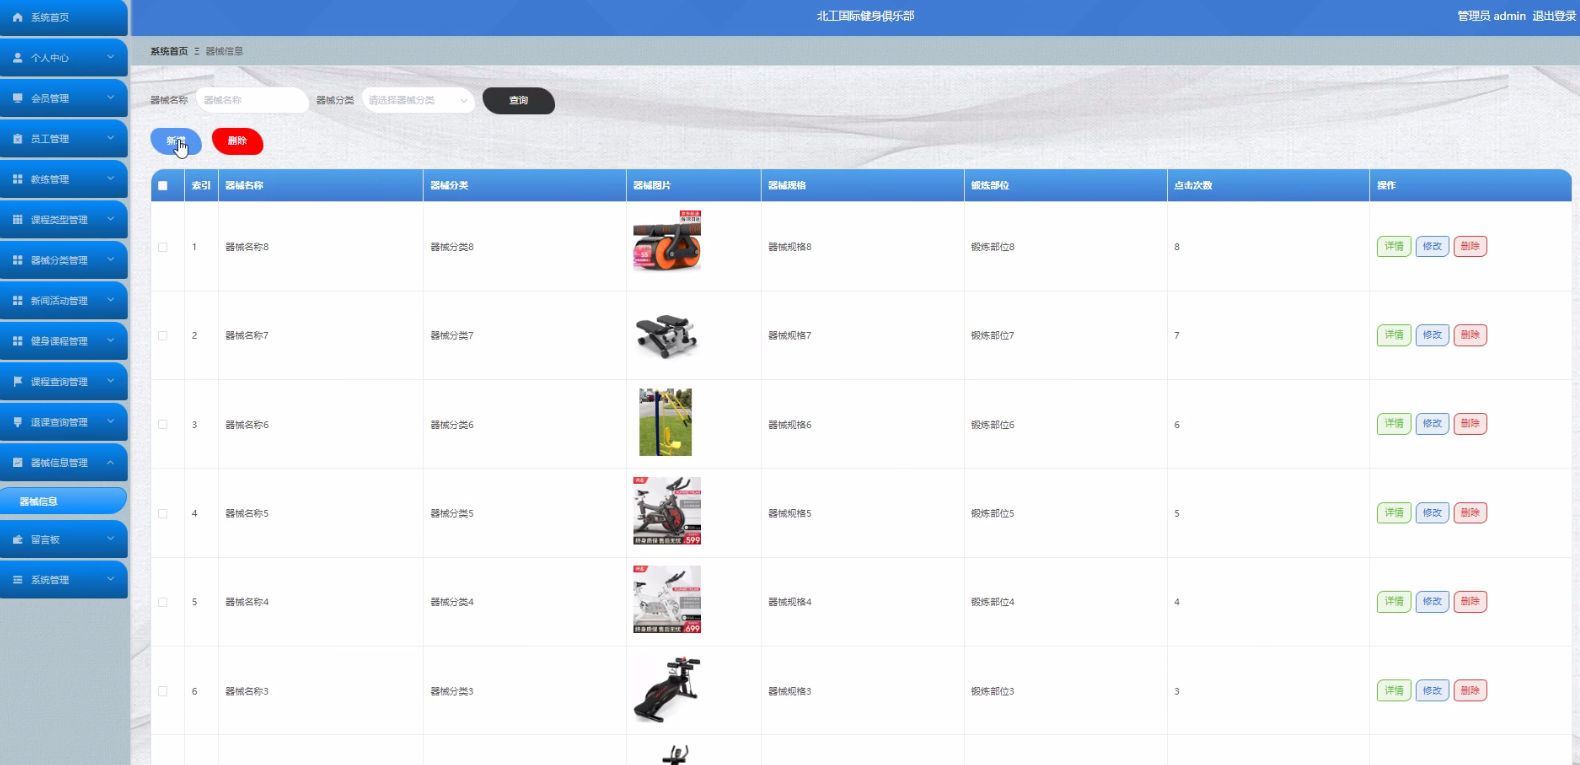 系统首页
个人中心
会员管理
员工管理
教练管理
课程类型管理
器械分类管理
新闻活动管理
健身课程管理
课程查询管理
退课查询管理
器械信息管理
器械信息
留言板
系统管理
北工国际健身俱乐部
管理员 admin 退出登录
系统首页 Ξ 器械信息
器械名称 器械名称 器械分类 请选择器械分类 查询
新增 删除
索引 器械名称 器械分类 器械图片 器械规格 锻炼部位 点击次数 操作
1 器械名称8 器械分类8 器械规格8 锻炼部位8 8 详情 修改 删除
2 器械名称7 器械分类7 器械规格7 锻炼部位7 7 详情 修改 删除
3 器械名称6 器械分类6 器械规格6 锻炼部位6 6 详情 修改 删除
4 器械名称5 器械分类5 终身质保 售后无忧 599 器械规格5 锻炼部位5 5 详情 修改 删除
5 器械名称4 器械分类4 终身质保 售后无忧 699 器械规格4 锻炼部位4 4 详情 修改 删除
6 器械名称3 器械分类3 器械规格3 锻炼部位3 3 详情 修改 删除